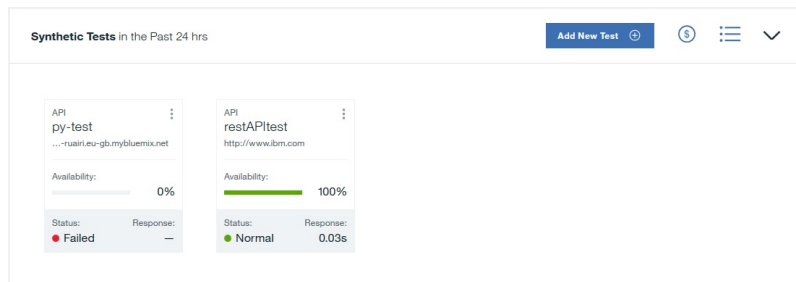 Synthetic Tests in the Past 24 hrs
Add New Test
$
API
py-test
...-ruairi.eu-gb.mybluemix.net
Availability:
0%
Status: Response:
Failed —
API
restAPItest
http://www.ibm.com
Availability:
100%
Status: Response:
Normal 0.03s